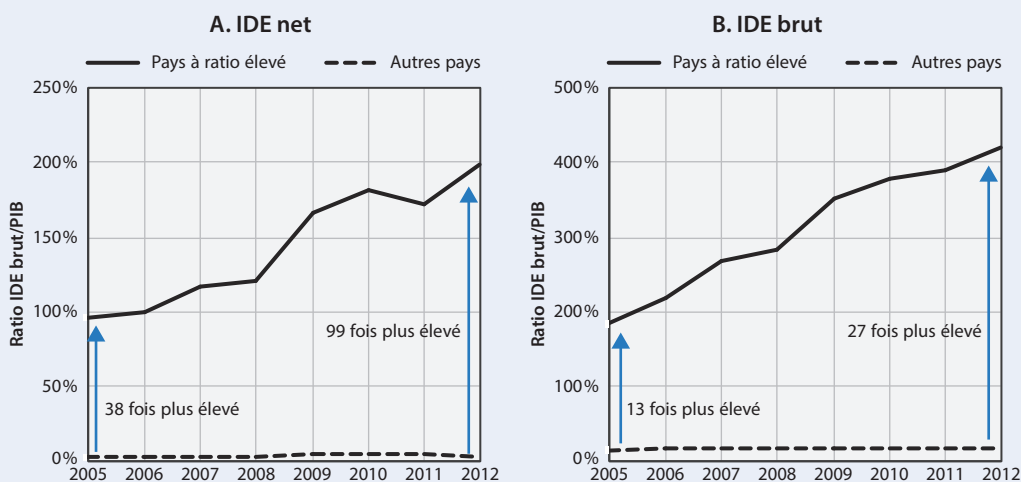 A. IDE net
Pays à ratio élevé
Autres pays
Ratio IDE brut/PIB
250%
200%
150%
100%
50%
0%
99 fois plus élevé
38 fois plus élevé
2005 2006 2007 2008 2009 2010 2011 2012
B. IDE brut
Pays à ratio élevé
Autres pays
Ratio IDE brut/PIB
500%
400%
300%
200%
100%
0%
27 fois plus élevé
13 fois plus élevé
2005 2006 2007 2008 2009 2010 2011 2012